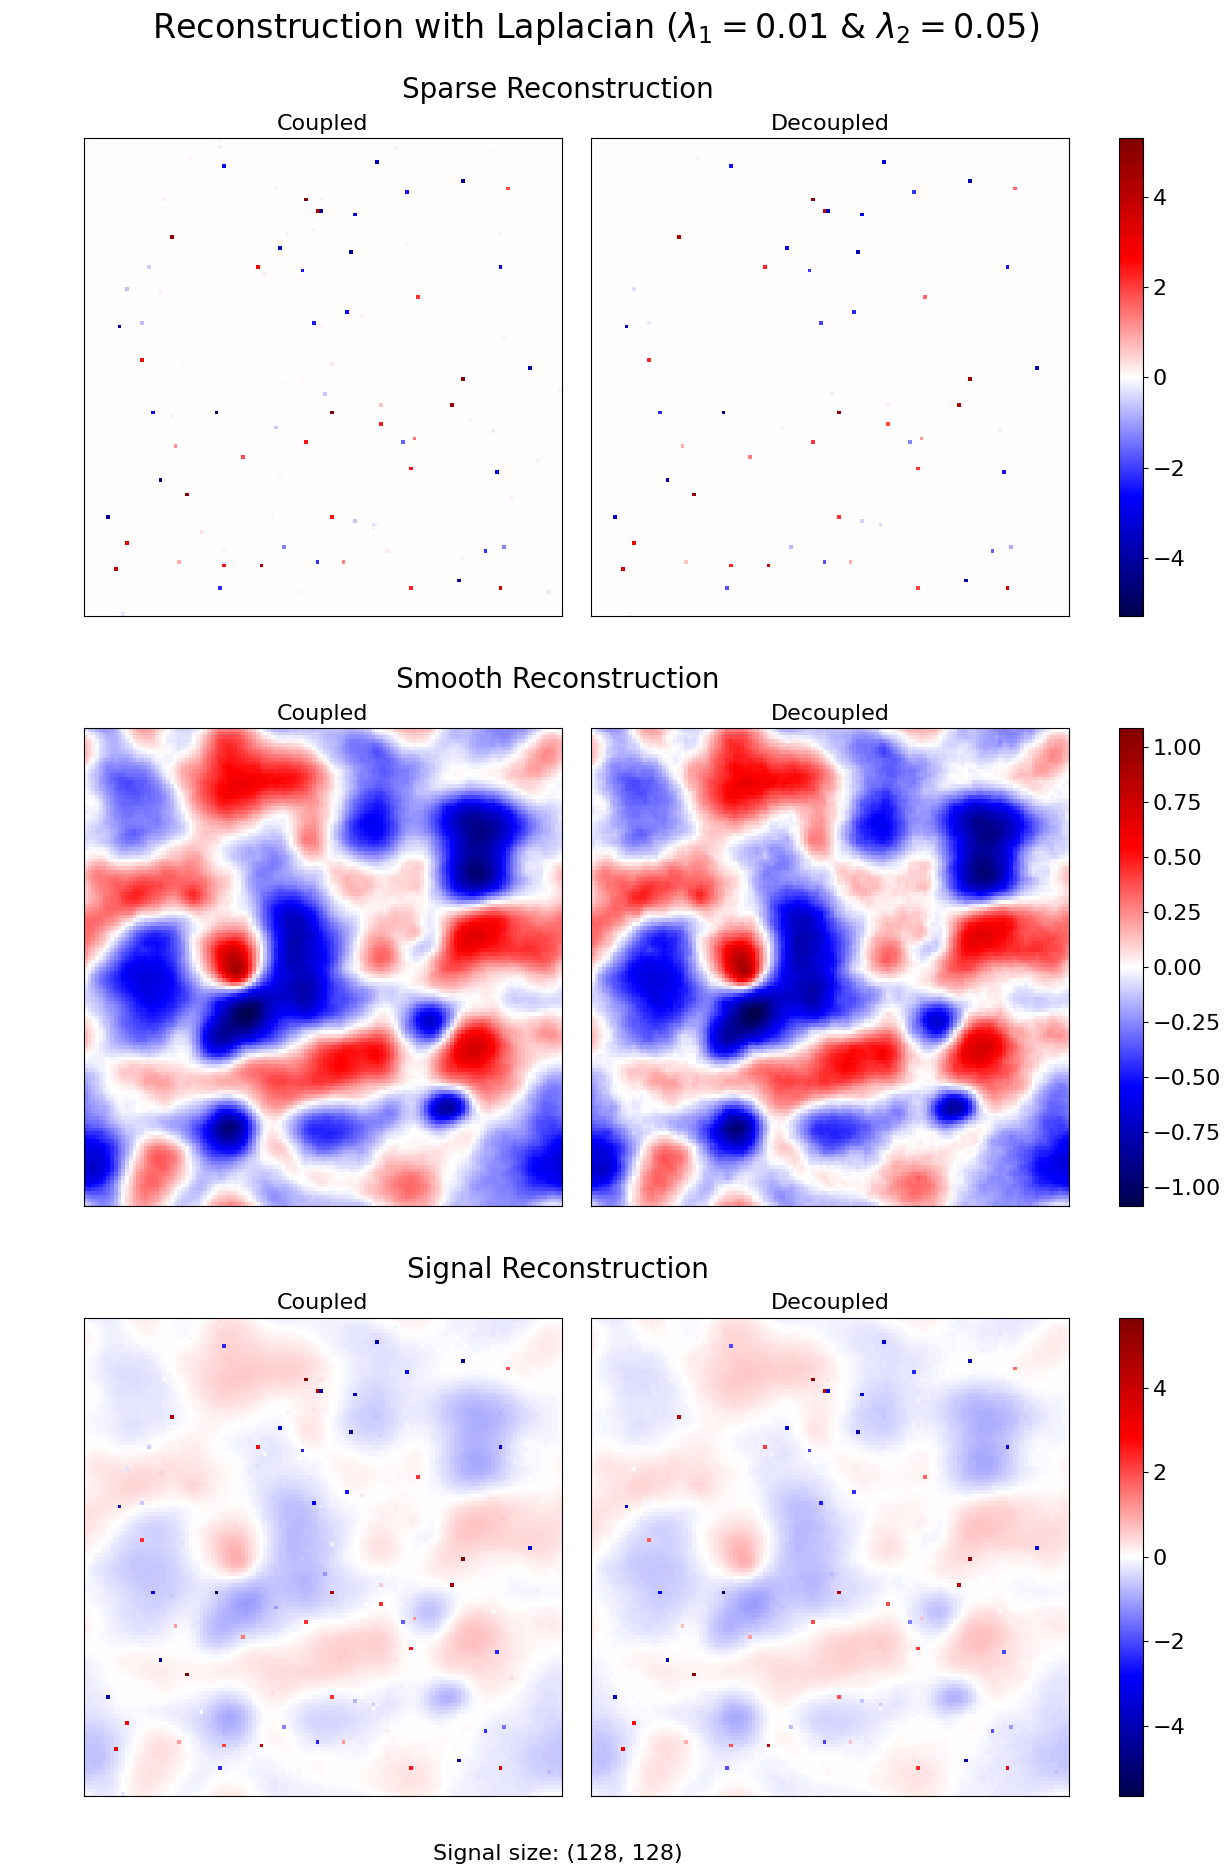 Reconstruction with Laplacian (λ₁ = 0.01 & λ₂ = 0.05)
Sparse Reconstruction
Coupled
Decoupled
4
2
0
−2
−4
Smooth Reconstruction
Coupled
Decoupled
1.00
0.75
0.50
0.25
0.00
−0.25
−0.50
−0.75
−1.00
Signal Reconstruction
Coupled
Decoupled
4
2
0
−2
−4
Signal size: (128, 128)